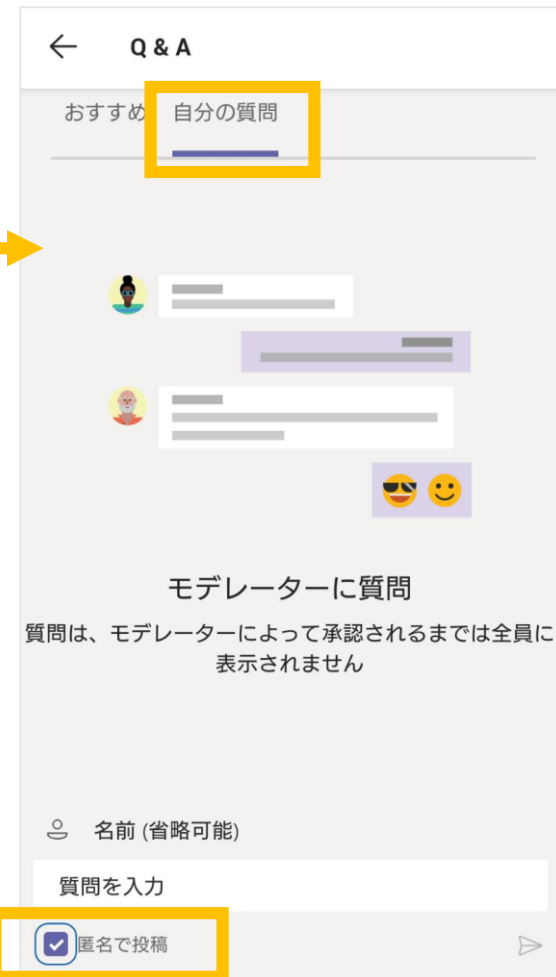 Q & A
おすすめ 自分の質問
モデレーターに質問
質問は、モデレーターによって承認されるまでは全員に
表示されません
名前 (省略可能)
質問を入力
匿名で投稿